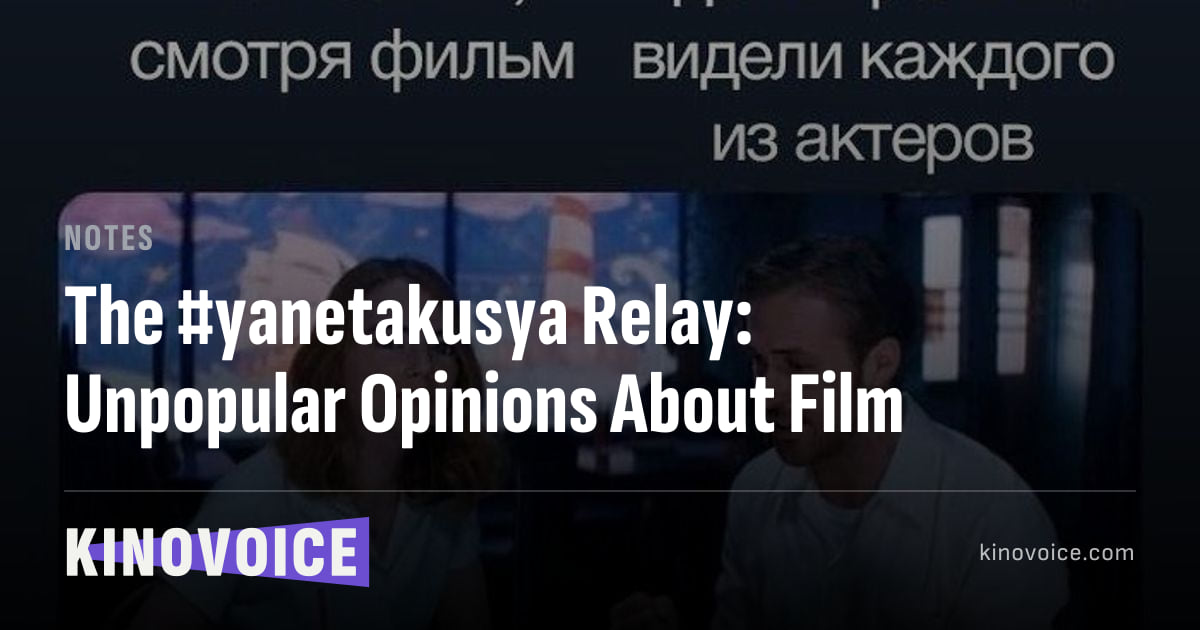 смотря фильм видели каждого
из актеров
NOTES
The #yanetakusya Relay:
Unpopular Opinions About Film
KINOVOICE
kinovoice.com